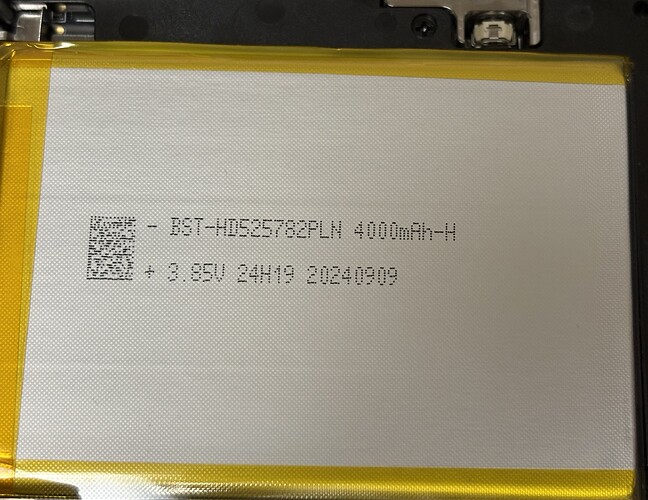 - BST-HD525782PLN 4000mAh-H
+ 3.85V 24H19 20240909